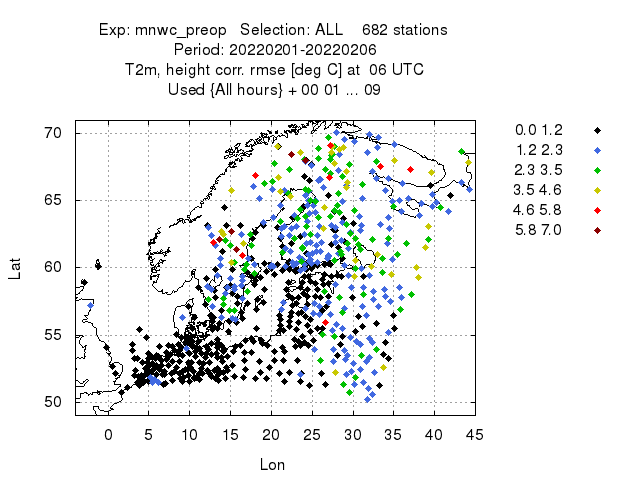 Exp: mnwc_preop   Selection: ALL    682 stations
Period: 20220201-20220206
T2m, height corr. rmse [deg C] at  06 UTC
Used {All hours} + 00 01 ... 09
0.0 1.2
1.2 2.3
2.3 3.5
3.5 4.6
4.6 5.8
5.8 7.0
70
65
60
55
50
Lat
0 5 10 15 20 25 30 35 40 45
Lon